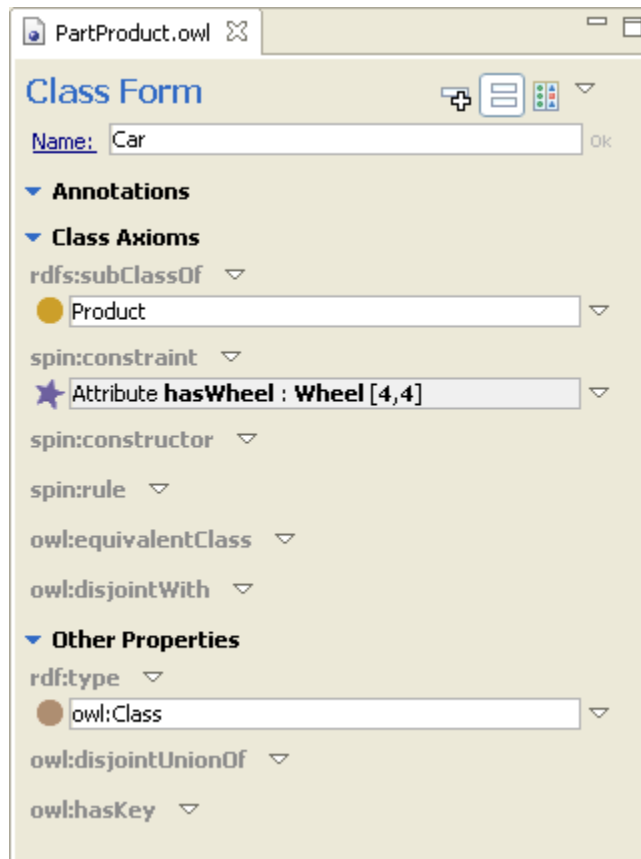 PartProduct.owl
Class Form
Name: Car Ok
Annotations
Class Axioms
rdfs:subClassOf
Product
spin:constraint
Attribute hasWheel : Wheel [4,4]
spin:constructor
spin:rule
owl:equivalentClass
owl:disjointWith
Other Properties
rdf:type
owl:Class
owl:disjointUnionOf
owl:hasKey